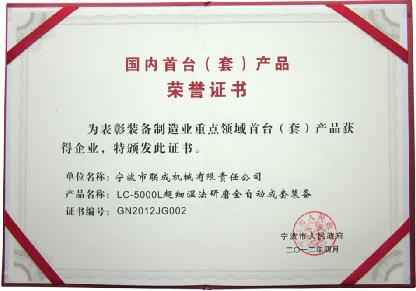 国内首台（套）产品
荣誉证书
为表彰装备制造业重点领域首台（套）产品获
得企业，特颁发此证书。
单位名称：宁波市联成机械有限责任公司
产品名称：LC-5000L超细湿法研磨全自动成套装备
证书编号：GN2012JG002
宁波市人民政府
二〇一二年四月